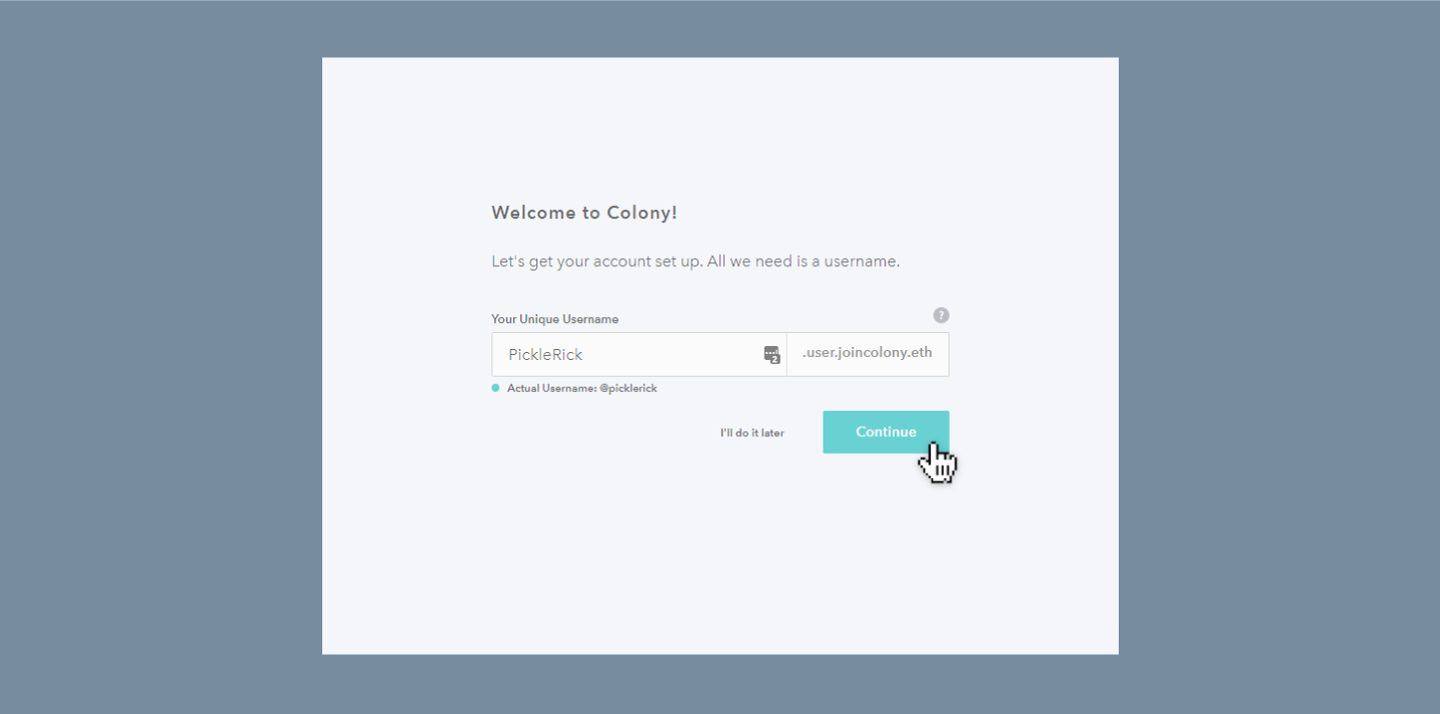 Welcome to Colony!
Let's get your account set up. All we need is a username.
Your Unique Username
?
PickleRick
2
.user.joincolony.eth
Actual Username: @picklerick
I'll do it later
Continue